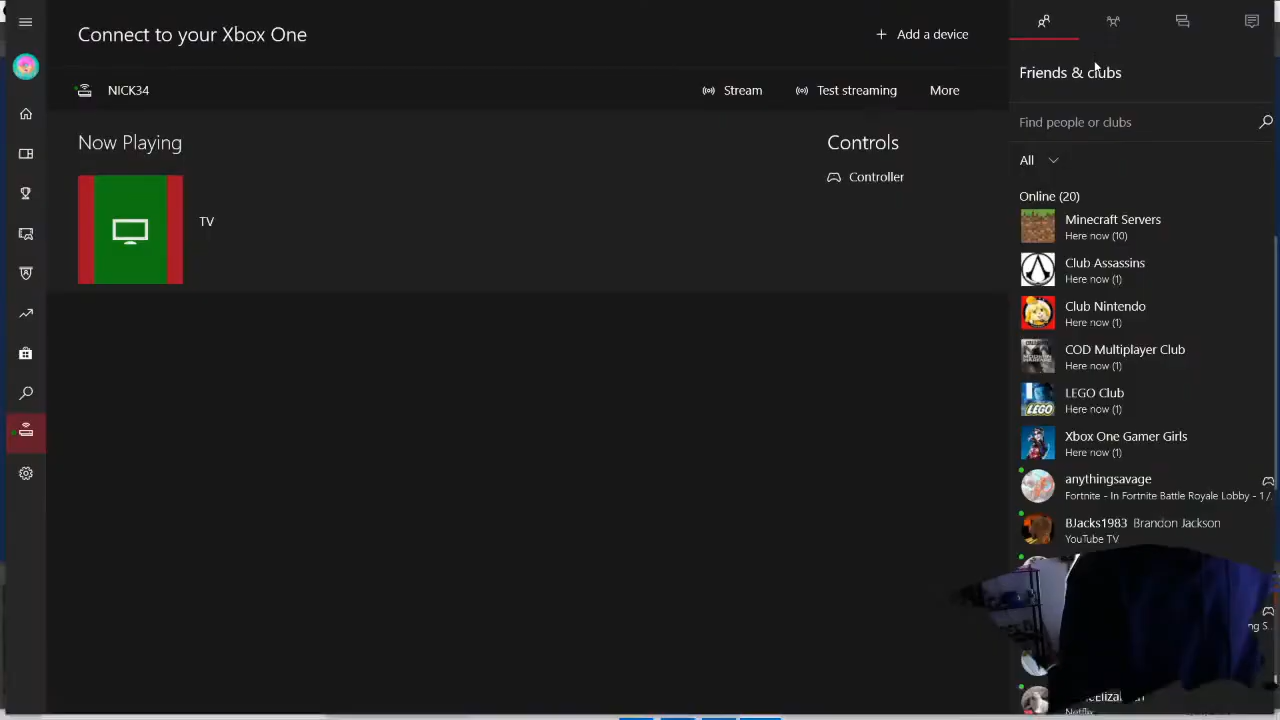 Connect to your Xbox One
Add a device
NICK34
Stream
Test streaming
More
Now Playing
TV
Controls
Controller
Friends & clubs
Find people or clubs
All
Online (20)
Minecraft Servers
Here now (10)
Club Assassins
Here now (1)
Club Nintendo
Here now (1)
COD Multiplayer Club
Here now (1)
LEGO Club
Here now (1)
Xbox One Gamer Girls
Here now (1)
anythingsavage
Fortnite - In Fortnite Battle Royale Lobby - 1/
BJacks1983 Brandon Jackson
YouTube TV
Netflix
LEGO